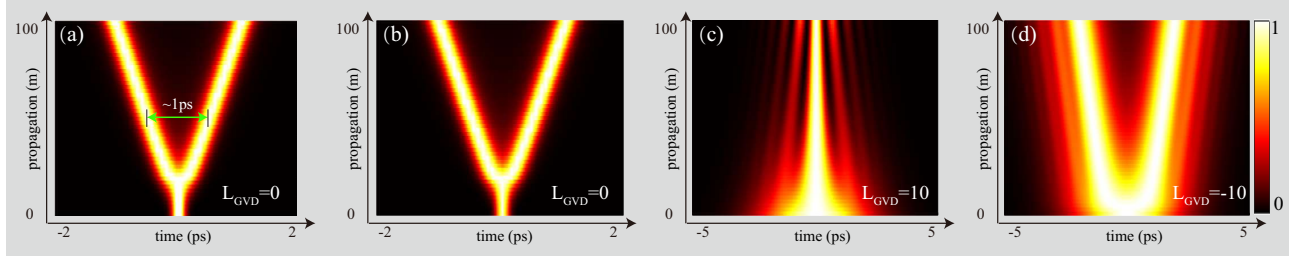 (a)
100
propagation (m)
~1ps
L_GVD=0
0
-2
time (ps)
2
(b)
100
propagation (m)
L_GVD=0
0
-2
time (ps)
2
(c)
100
propagation (m)
L_GVD=10
0
-5
time (ps)
5
(d)
100
propagation (m)
L_GVD=-10
0
-5
time (ps)
5
1
0